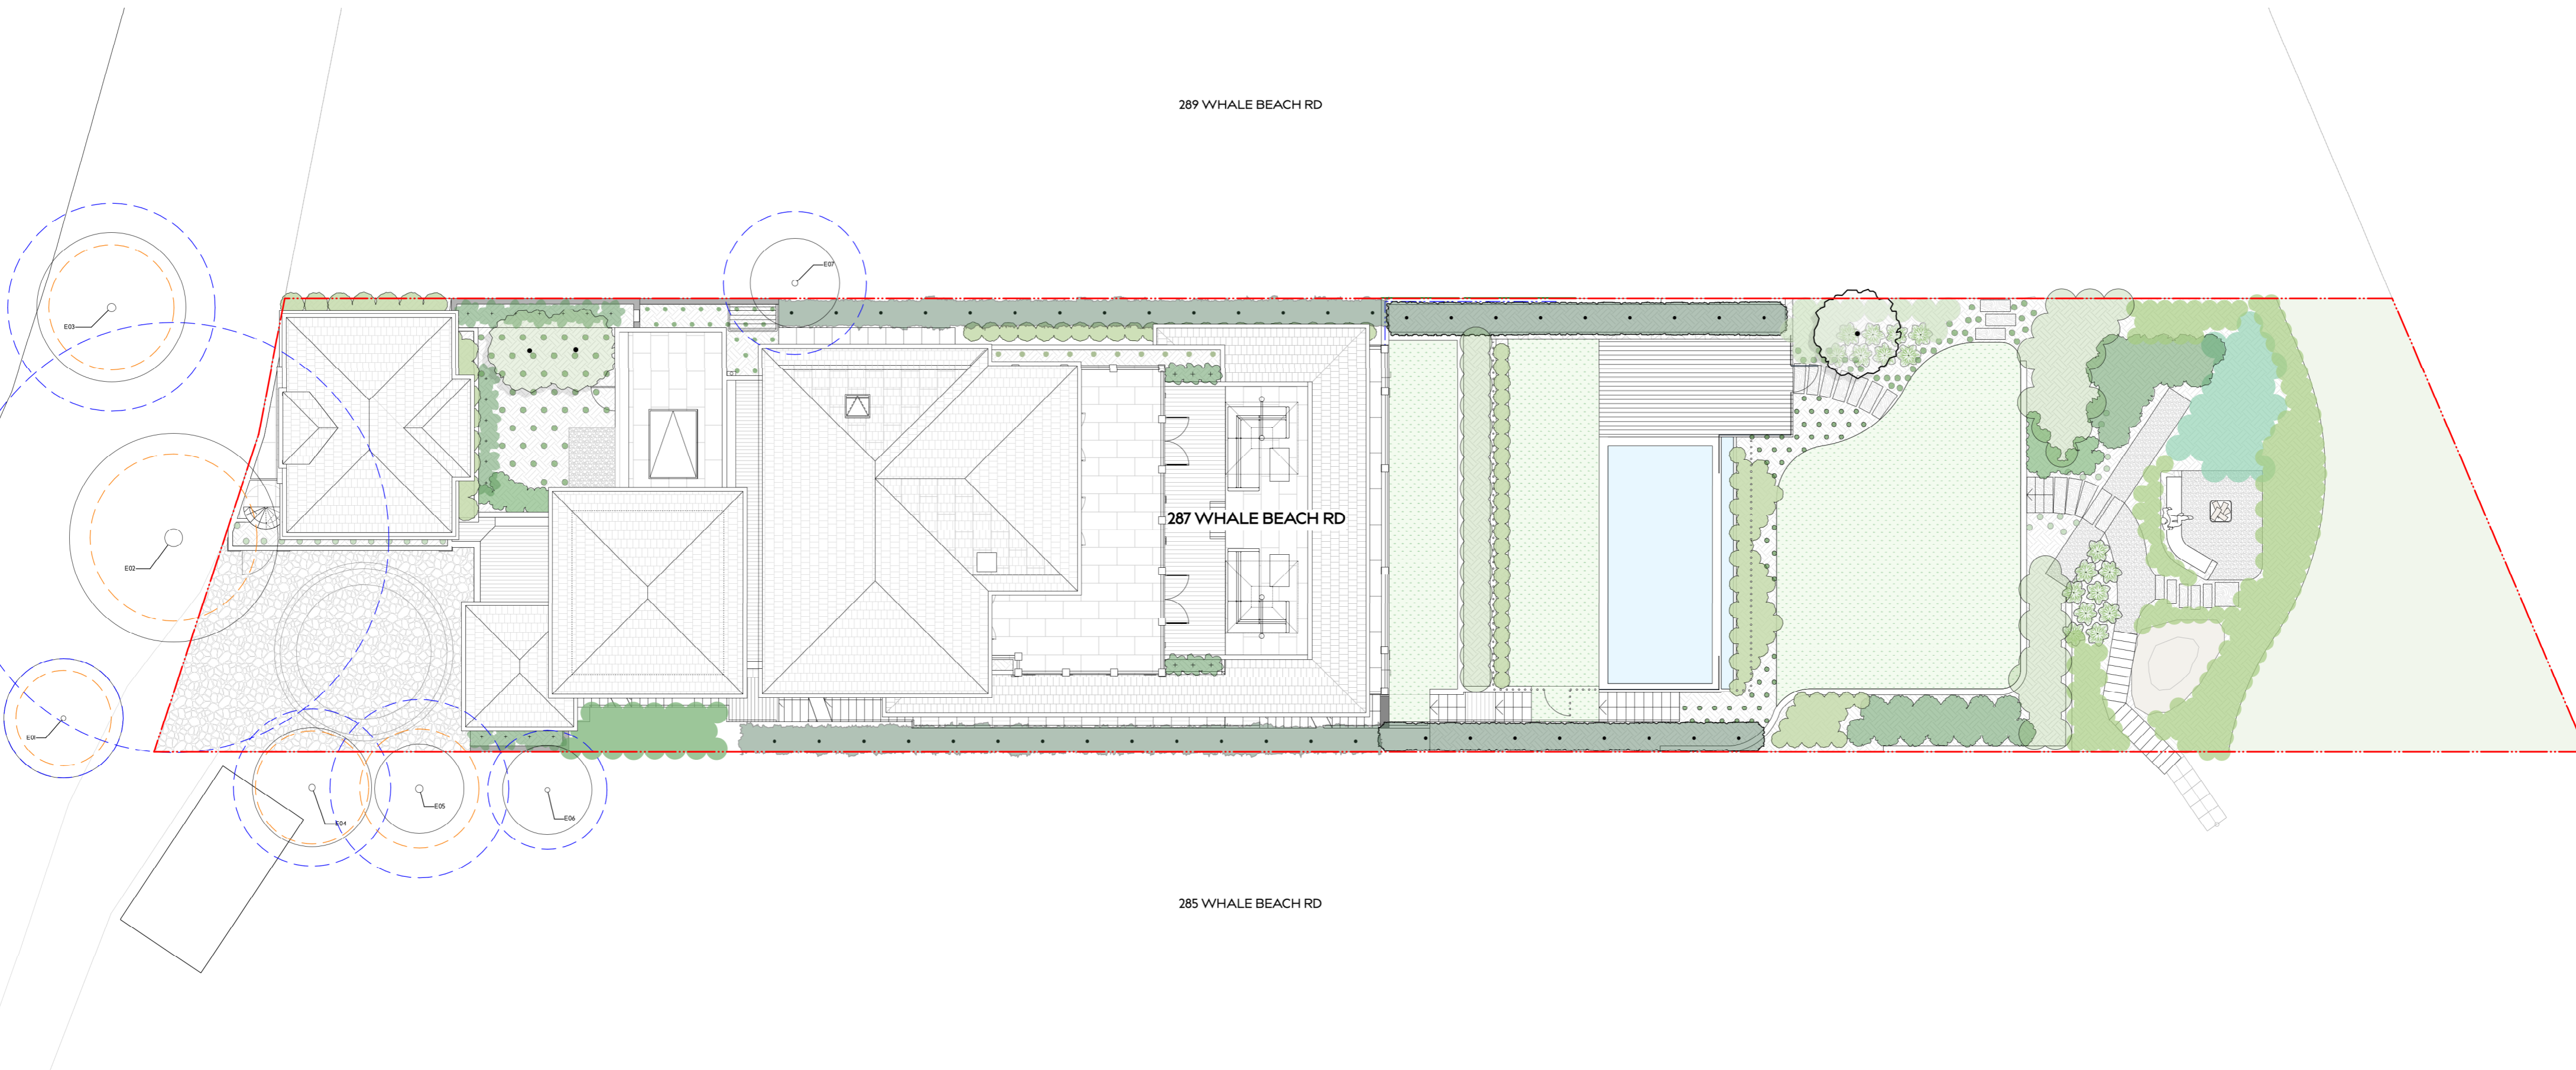 289 WHALE BEACH RD
E07
E03
287 WHALE BEACH RD
E02
E01
E05
E06
E04
285 WHALE BEACH RD